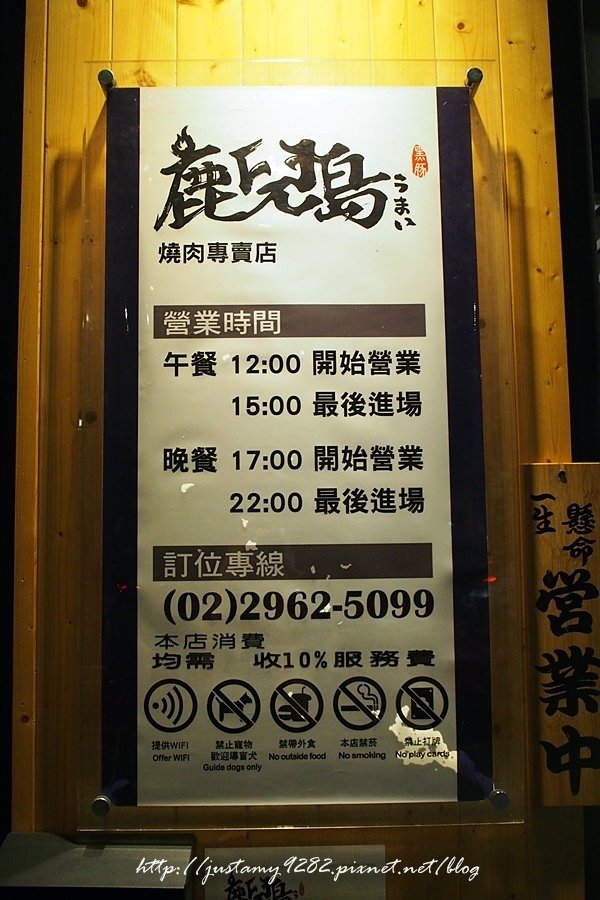 鹿兒島
うまい
黑豚
燒肉專賣店
營業時間
午餐 12:00 開始營業
15:00 最後進場
晚餐 17:00 開始營業
22:00 最後進場
訂位專線
(02)2962-5099
本店消費
均需 收10%服務費
提供WIFI
Offer WIFI
禁止寵物
歡迎導盲犬
Guide dogs only
禁帶外食
No outside food
本店禁菸
No smoking
禁止打牌
No play cards
一生
懸命
営業中
http://justamy9282.pixnet.net/blog
鹿兒島